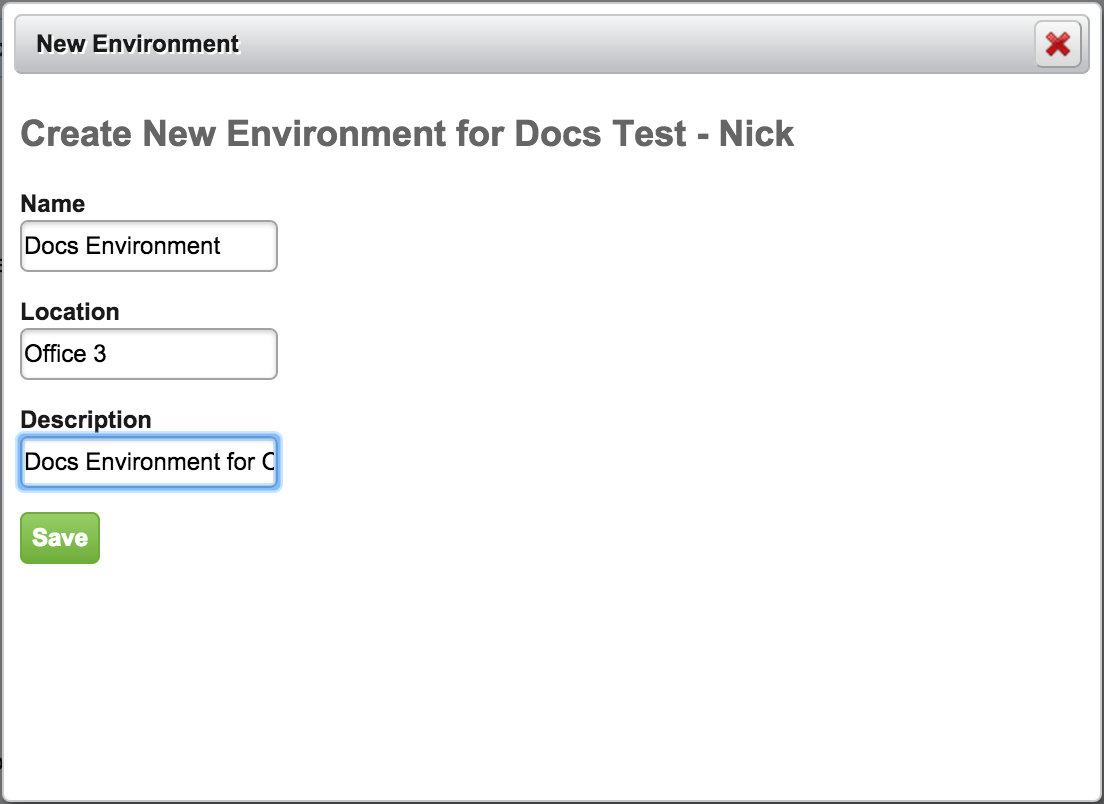 New Environment
Create New Environment for Docs Test - Nick
Name
Docs Environment
Location
Office 3
Description
Docs Environment for
Save